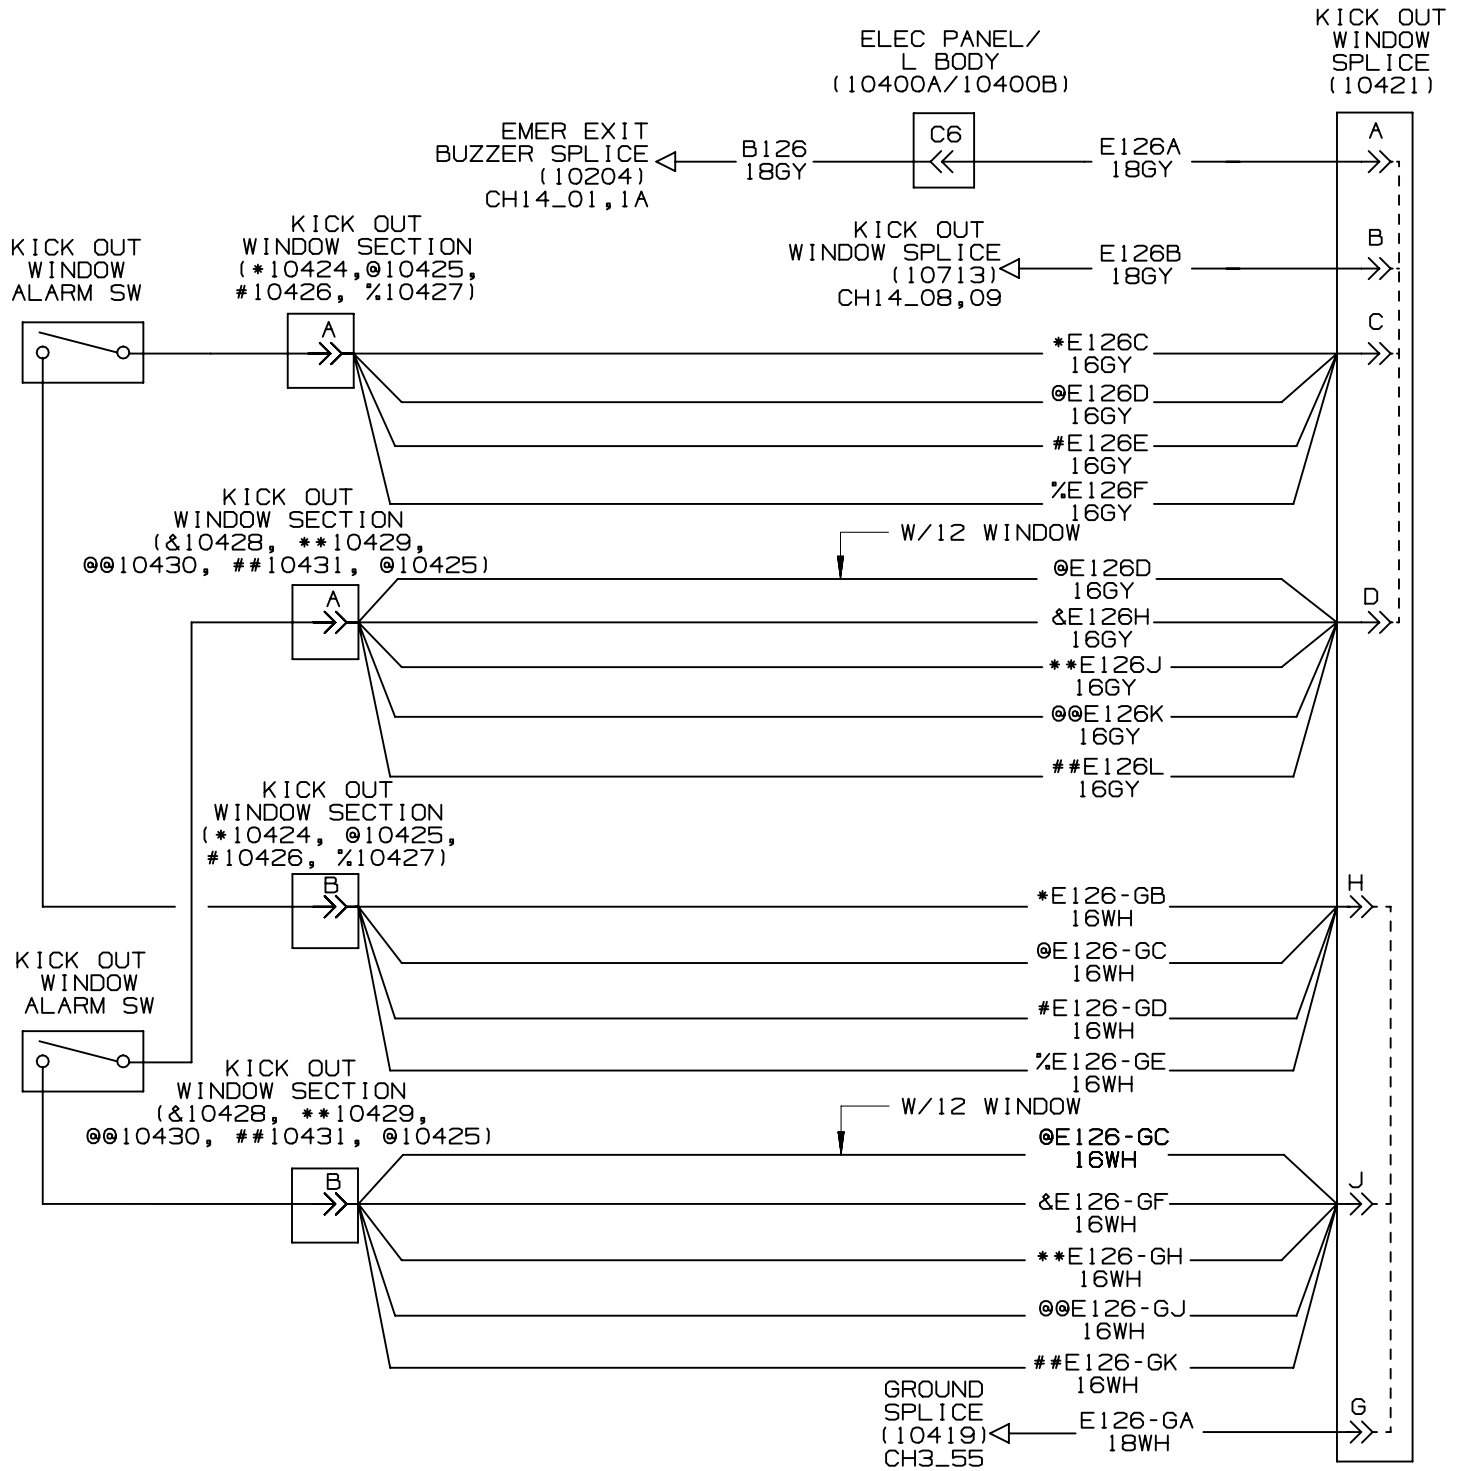 KICK OUT
WINDOW
SPLICE
(10421)
ELEC PANEL/
L BODY
(10400A/10400B)
C6
A
EMER EXIT
BUZZER SPLICE
(10204)
CH14_01,1A
B126
18GY
E126A
18GY
KICK OUT
WINDOW SPLICE
(10713)
CH14_08,09
E126B
18GY
B
KICK OUT
WINDOW
ALARM SW
KICK OUT
WINDOW SECTION
(*10424,@10425,
#10426, %10427)
A
*E126C
16GY
C
@E126D
16GY
#E126E
16GY
%E126F
16GY
KICK OUT
WINDOW SECTION
(&10428, **10429,
@@10430, ##10431, @10425)
A
W/12 WINDOW
@E126D
16GY
&E126H
16GY
D
**E126J
16GY
@@E126K
16GY
##E126L
16GY
KICK OUT
WINDOW SECTION
(*10424, @10425,
#10426, %10427)
B
*E126-GB
16WH
H
@E126-GC
16WH
#E126-GD
16WH
%E126-GE
16WH
KICK OUT
WINDOW
ALARM SW
KICK OUT
WINDOW SECTION
(&10428, **10429,
@@10430, ##10431, @10425)
B
W/12 WINDOW
@E126-GC
16WH
&E126-GF
16WH
J
**E126-GH
16WH
@@E126-GJ
16WH
##E126-GK
16WH
GROUND
SPLICE
(10419)
CH3_55
E126-GA
18WH
G